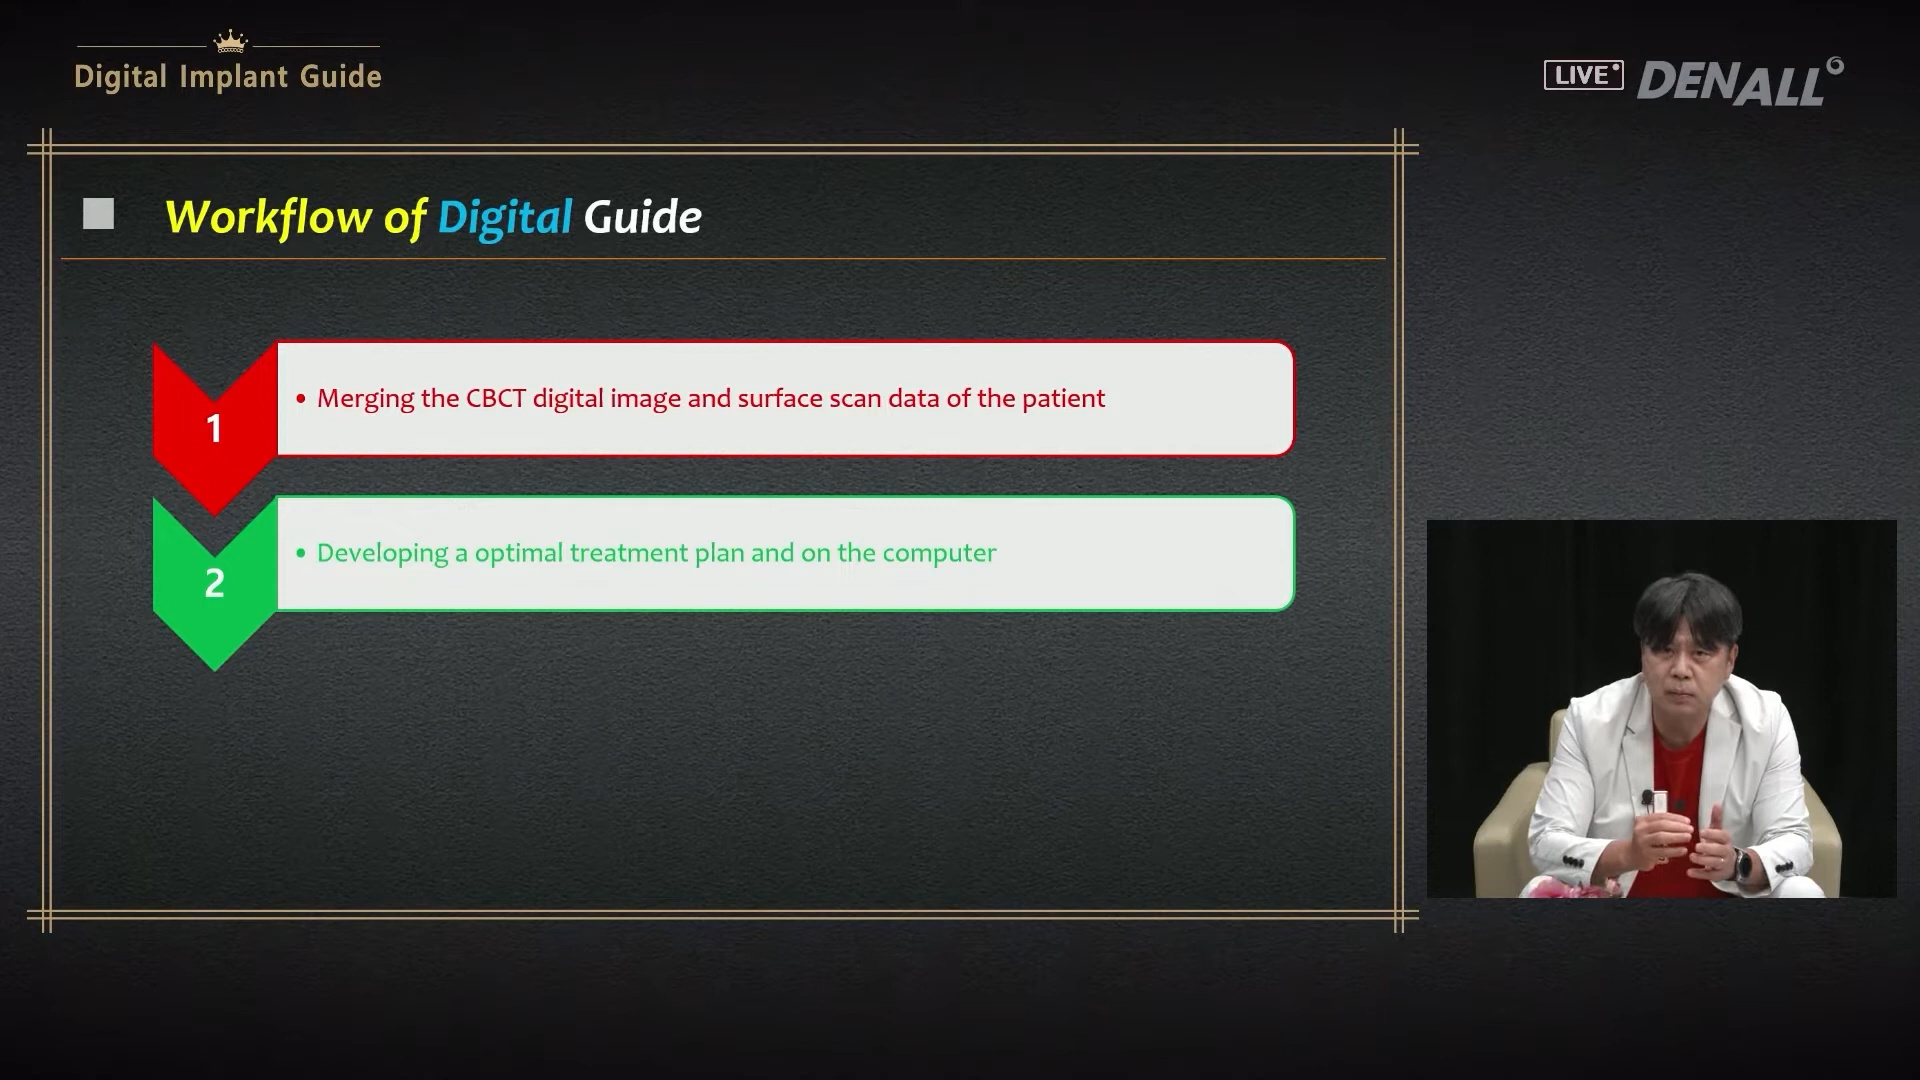 Digital Implant Guide
LIVE DENALL
Workflow of Digital Guide
1
• Merging the CBCT digital image and surface scan data of the patient
2
• Developing a optimal treatment plan and on the computer